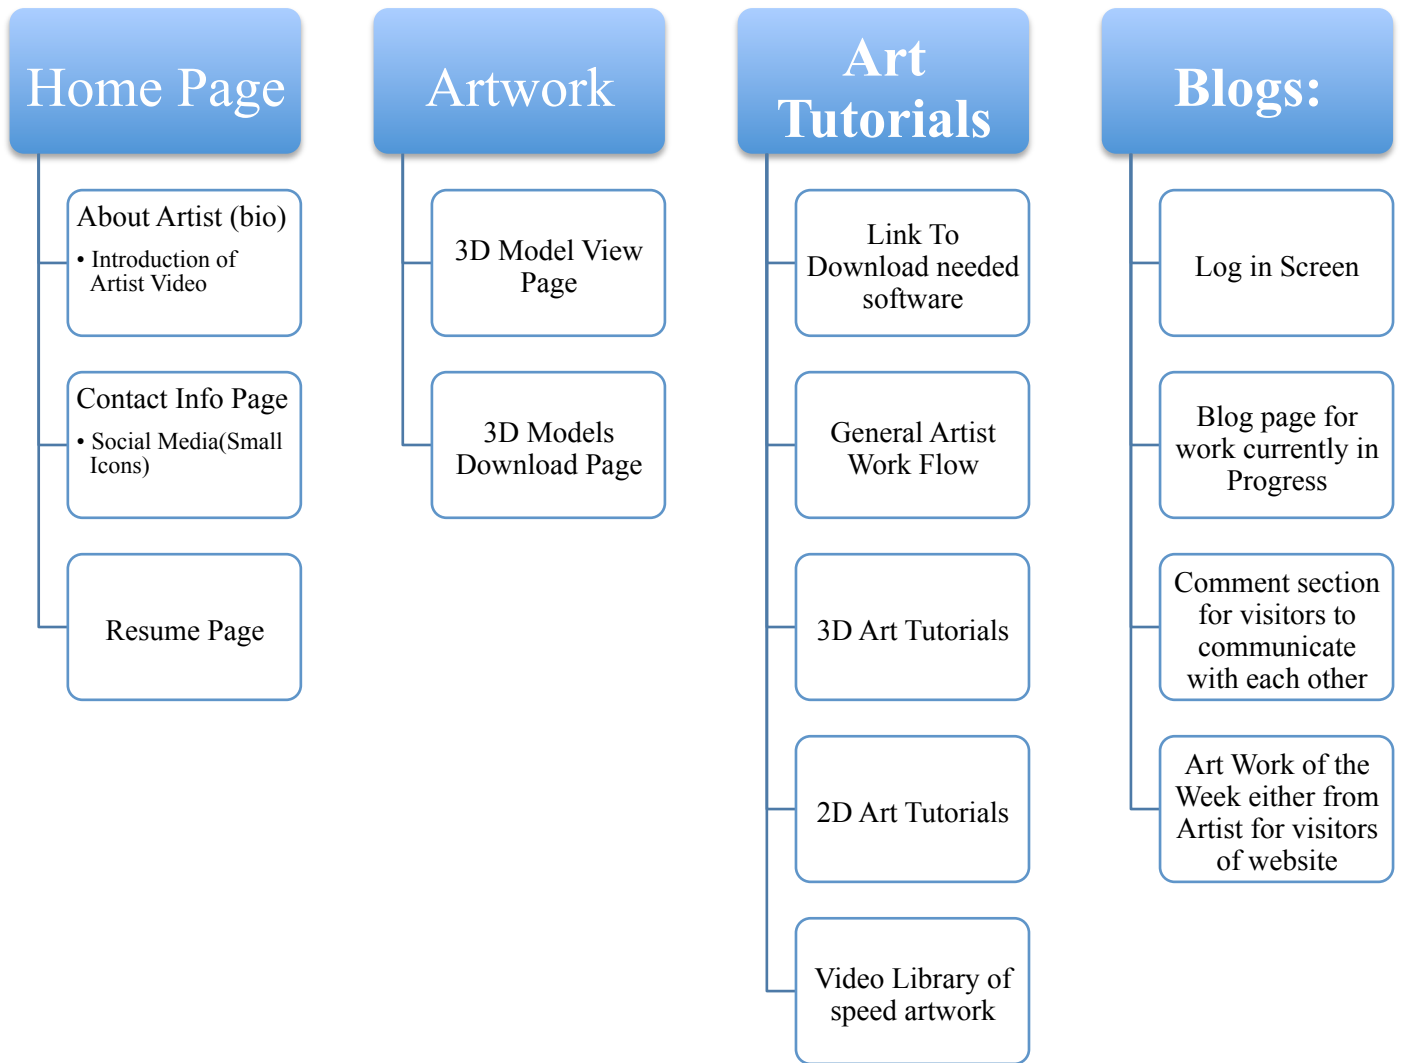 Home Page
About Artist (bio)
• Introduction of
Artist Video
Contact Info Page
• Social Media(Small
Icons)
Resume Page
Artwork
3D Model View
Page
3D Models
Download Page
Art
Tutorials
Link To
Download needed
software
General Artist
Work Flow
3D Art Tutorials
2D Art Tutorials
Video Library of
speed artwork
Blogs:
Log in Screen
Blog page for
work currently in
Progress
Comment section
for visitors to
communicate
with each other
Art Work of the
Week either from
Artist for visitors
of website